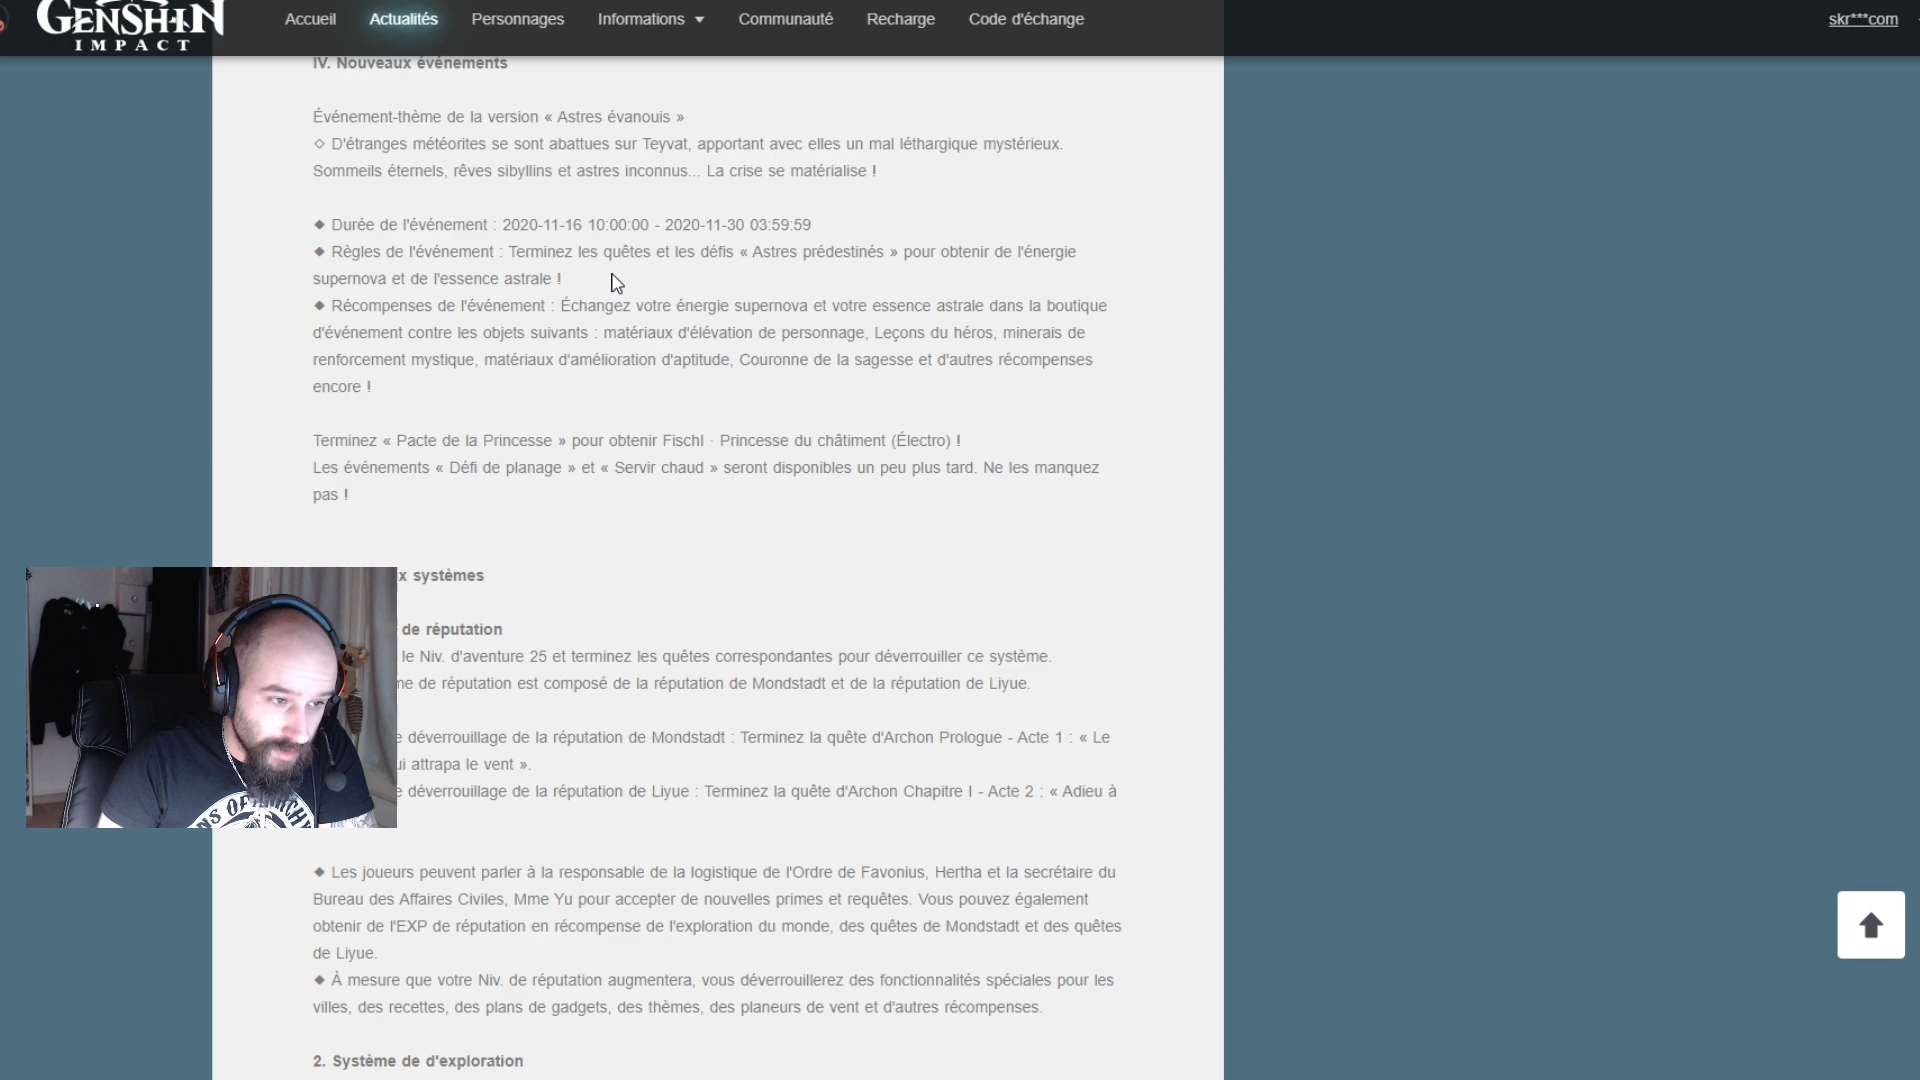 GENSHIN
IMPACT
Accueil Actualités Personnages Informations Communauté Recharge Code d'échange skr***com
IV. Nouveaux événements
Événement-thème de la version « Astres évanouis »
◇ D'étranges météorites se sont abattues sur Teyvat, apportant avec elles un mal léthargique mystérieux.
Sommeils éternels, rêves sibyllins et astres inconnus... La crise se matérialise !
◆ Durée de l'événement : 2020-11-16 10:00:00 - 2020-11-30 03:59:59
◆ Règles de l'événement : Terminez les quêtes et les défis « Astres prédestinés » pour obtenir de l'énergie
supernova et de l'essence astrale !
◆ Récompenses de l'événement : Échangez votre énergie supernova et votre essence astrale dans la boutique
d'événement contre les objets suivants : matériaux d'élévation de personnage, Leçons du héros, minerais de
renforcement mystique, matériaux d'amélioration d'aptitude, Couronne de la sagesse et d'autres récompenses
encore !
Terminez « Pacte de la Princesse » pour obtenir Fischl · Princesse du châtiment (Électro) !
Les événements « Défi de planage » et « Servir chaud » seront disponibles un peu plus tard. Ne les manquez
pas !
x systèmes
de réputation
le Niv. d'aventure 25 et terminez les quêtes correspondantes pour déverrouiller ce système.
me de réputation est composé de la réputation de Mondstadt et de la réputation de Liyue.
e déverrouillage de la réputation de Mondstadt : Terminez la quête d'Archon Prologue - Acte 1 : « Le
ui attrapa le vent ».
e déverrouillage de la réputation de Liyue : Terminez la quête d'Archon Chapitre I - Acte 2 : « Adieu à
◆ Les joueurs peuvent parler à la responsable de la logistique de l'Ordre de Favonius, Hertha et la secrétaire du
Bureau des Affaires Civiles, Mme Yu pour accepter de nouvelles primes et requêtes. Vous pouvez également
obtenir de l'EXP de réputation en récompense de l'exploration du monde, des quêtes de Mondstadt et des quêtes
de Liyue.
◆ À mesure que votre Niv. de réputation augmentera, vous déverrouillerez des fonctionnalités spéciales pour les
villes, des recettes, des plans de gadgets, des thèmes, des planeurs de vent et d'autres récompenses.
2. Système de d'exploration